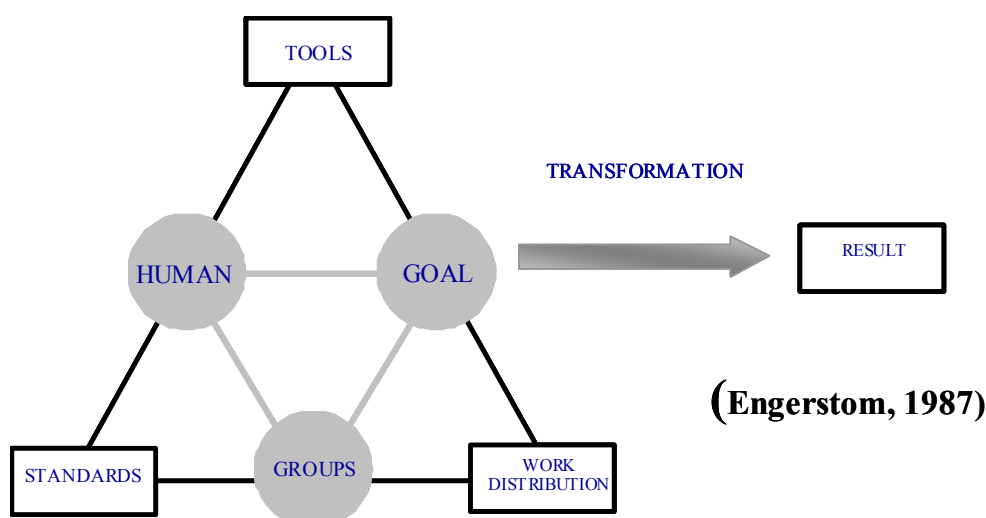 TOOLS
TRANSFORMATION
RESULT
HUMAN
GOAL
(Engerstom, 1987)
STANDARDS
GROUPS
WORK
DISTRIBUTION